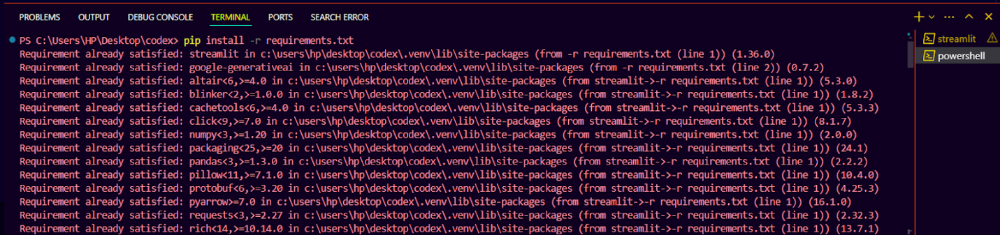 PROBLEMS OUTPUT DEBUG CONSOLE TERMINAL PORTS SEARCH ERROR
PS C:\Users\HP\Desktop\codex> pip install -r requirements.txt
Requirement already satisfied: streamlit in c:\users\hp\desktop\codex\.venv\lib\site-packages (from -r requirements.txt (line 1)) (1.36.0)
Requirement already satisfied: google-generativeai in c:\users\hp\desktop\codex\.venv\lib\site-packages (from -r requirements.txt (line 2)) (0.7.2)
Requirement already satisfied: altair<6,>=4.0 in c:\users\hp\desktop\codex\.venv\lib\site-packages (from streamlit->-r requirements.txt (line 1)) (5.3.0)
Requirement already satisfied: blinker<2,>=1.0.0 in c:\users\hp\desktop\codex\.venv\lib\site-packages (from streamlit->-r requirements.txt (line 1)) (1.8.2)
Requirement already satisfied: cachetools<6,>=4.0 in c:\users\hp\desktop\codex\.venv\lib\site-packages (from streamlit->-r requirements.txt (line 1)) (5.3.3)
Requirement already satisfied: click<9,>=7.0 in c:\users\hp\desktop\codex\.venv\lib\site-packages (from streamlit->-r requirements.txt (line 1)) (8.1.7)
Requirement already satisfied: numpy<3,>=1.20 in c:\users\hp\desktop\codex\.venv\lib\site-packages (from streamlit->-r requirements.txt (line 1)) (2.0.0)
Requirement already satisfied: packaging<25,>=20 in c:\users\hp\desktop\codex\.venv\lib\site-packages (from streamlit->-r requirements.txt (line 1)) (24.1)
Requirement already satisfied: pandas<3,>=1.3.0 in c:\users\hp\desktop\codex\.venv\lib\site-packages (from streamlit->-r requirements.txt (line 1)) (2.2.2)
Requirement already satisfied: pillow<11,>=7.1.0 in c:\users\hp\desktop\codex\.venv\lib\site-packages (from streamlit->-r requirements.txt (line 1)) (10.4.0)
Requirement already satisfied: protobuf<6,>=3.20 in c:\users\hp\desktop\codex\.venv\lib\site-packages (from streamlit->-r requirements.txt (line 1)) (4.25.3)
Requirement already satisfied: pyarrow>=7.0 in c:\users\hp\desktop\codex\.venv\lib\site-packages (from streamlit->-r requirements.txt (line 1)) (16.1.0)
Requirement already satisfied: requests<3,>=2.27 in c:\users\hp\desktop\codex\.venv\lib\site-packages (from streamlit->-r requirements.txt (line 1)) (2.32.3)
Requirement already satisfied: rich<14,>=10.14.0 in c:\users\hp\desktop\codex\.venv\lib\site-packages (from streamlit->-r requirements.txt (line 1)) (13.7.1)
streamlit
powershell